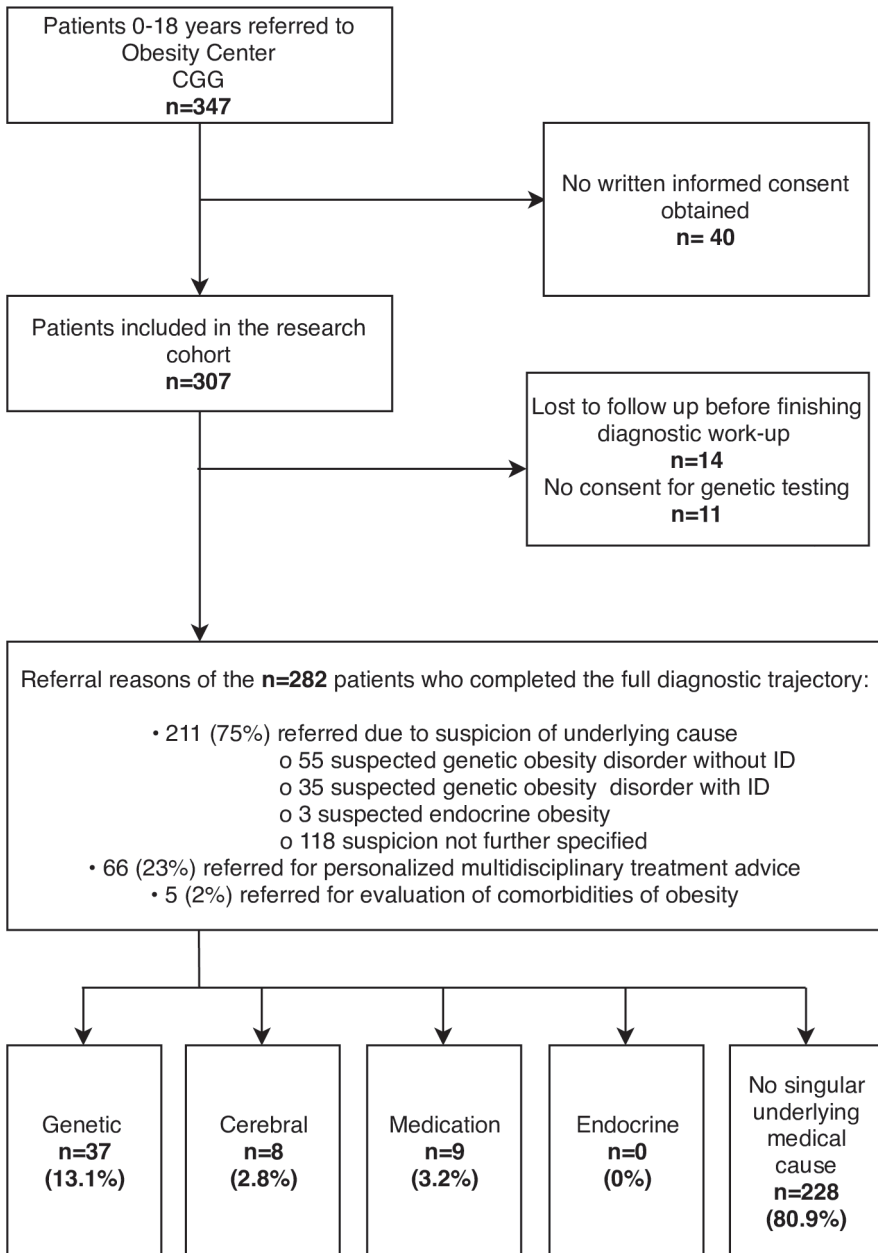 Patients 0-18 years referred to
Obesity Center
CGG
n=347
No written informed consent
obtained
n= 40
Patients included in the research
cohort
n=307
Lost to follow up before finishing
diagnostic work-up
n=14
No consent for genetic testing
n=11
Referral reasons of the n=282 patients who completed the full diagnostic trajectory:
• 211 (75%) referred due to suspicion of underlying cause
o 55 suspected genetic obesity disorder without ID
o 35 suspected genetic obesity disorder with ID
o 3 suspected endocrine obesity
o 118 suspicion not further specified
• 66 (23%) referred for personalized multidisciplinary treatment advice
• 5 (2%) referred for evaluation of comorbidities of obesity
Genetic
n=37
(13.1%)
Cerebral
n=8
(2.8%)
Medication
n=9
(3.2%)
Endocrine
n=0
(0%)
No singular
underlying
medical
cause
n=228
(80.9%)